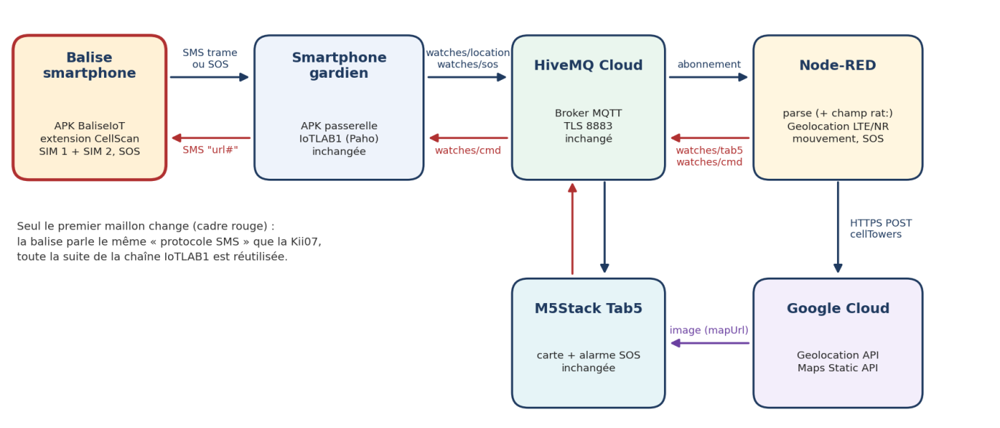 Balise
smartphone
APK BaliseIoT
extension CellScan
SIM 1 + SIM 2, SOS
SMS trame
ou SOS
SMS "url#"
Smartphone
gardien
APK passerelle
IoTLAB1 (Paho)
inchangée
watches/location
watches/sos
watches/cmd
HiveMQ Cloud
Broker MQTT
TLS 8883
inchangé
abonnement
watches/tab5
watches/cmd
Node-RED
parse (+ champ rat:)
Geolocation LTE/NR
mouvement, SOS
HTTPS POST
cellTowers
Seul le premier maillon change (cadre rouge) :
la balise parle le même « protocole SMS » que la Kii07,
toute la suite de la chaîne IoTLAB1 est réutilisée.
M5Stack Tab5
carte + alarme SOS
inchangée
image (mapUrl)
Google Cloud
Geolocation API
Maps Static API